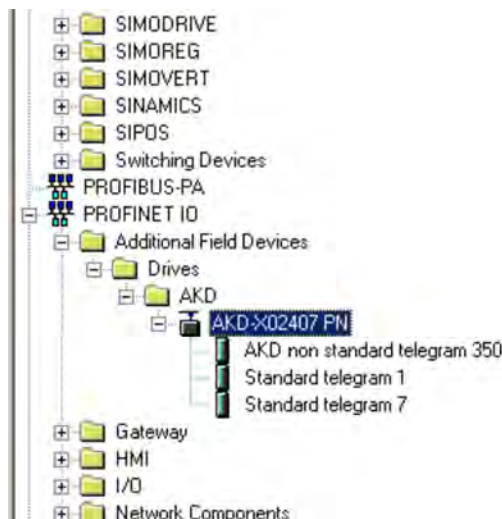 SIMODRIVE
SIMOREG
SIMOVERT
SINAMICS
SIPOS
Switching Devices
PROFIBUS-PA
PROFINET IO
Additional Field Devices
Drives
AKD
AKD-X02407 PN
AKD non standard telegram 350
Standard telegram 1
Standard telegram 7
Gateway
HMI
I/O
Network Components